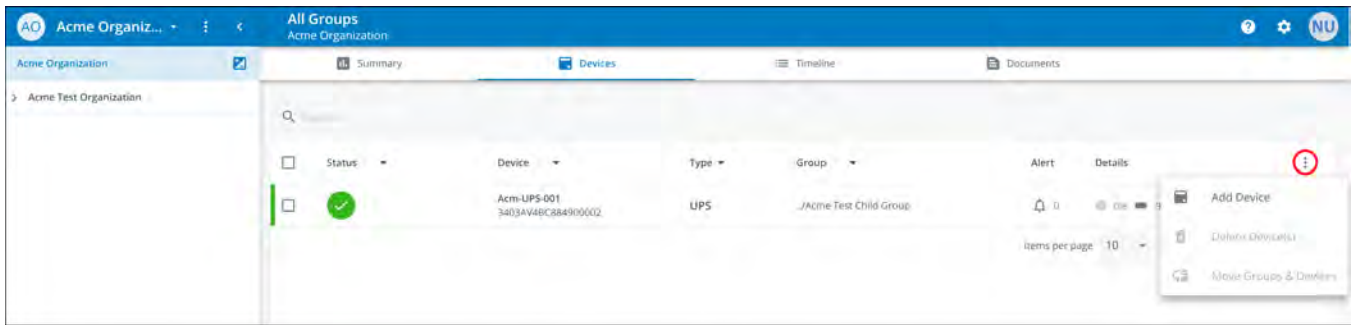 AO Acme Organiz...
All Groups
Acme Organization
NU
Acme Organization
Summary
Devices
Timeline
Documents
Acme Test Organization
Status
Device
Type
Group
Alert
Details
Acm-UPS-001
3403AV4BC884900002
UPS
../Acme Test Child Group
0
Add Device
Delete Device(s)
Move Groups & Devices
Items per page 10